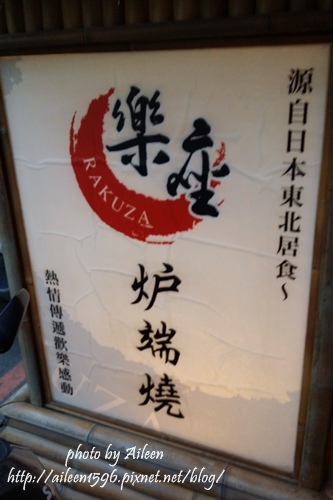 源自日本東北居食～
樂座
RAKUZA
炉端燒
熱情傳遞歡樂感動
photo by Aileen
http://aileen1596.pixnet.net/blog/